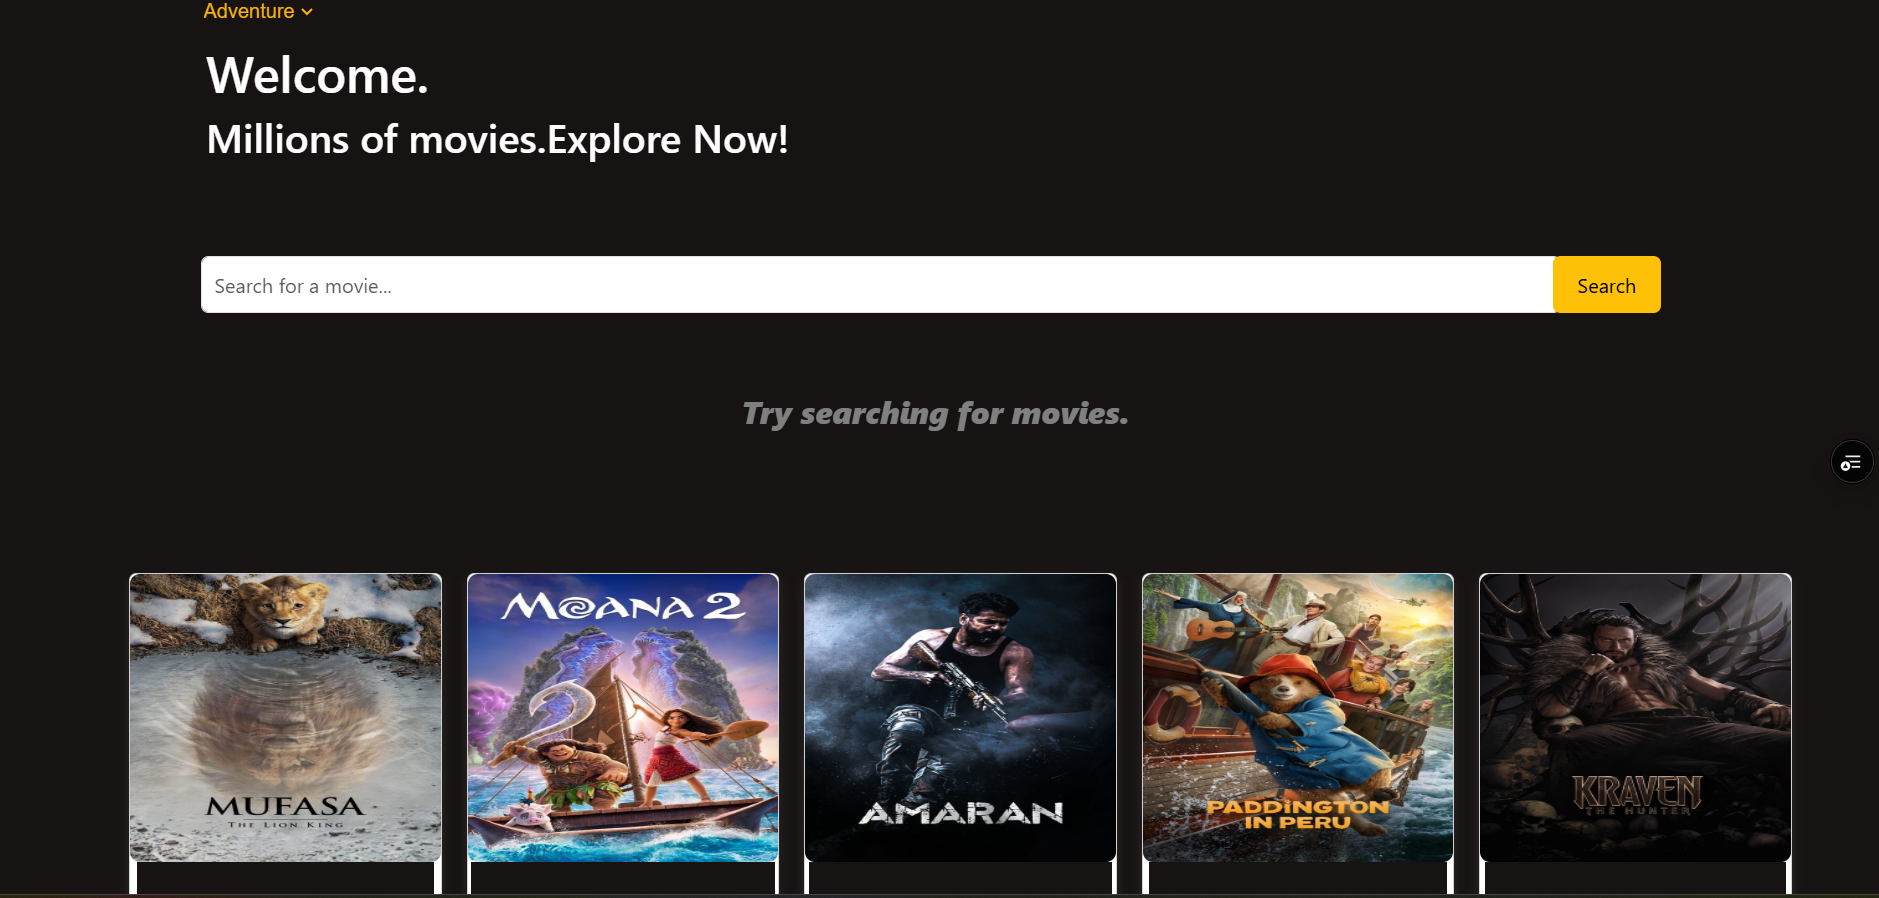 Adventure
Welcome.
Millions of movies.Explore Now!
Search for a movie...
Search
Try searching for movies.
MUFASA
THE LION KING
MOANA 2
AMARAN
PADDINGTON
IN PERU
KRAVEN
THE HUNTER